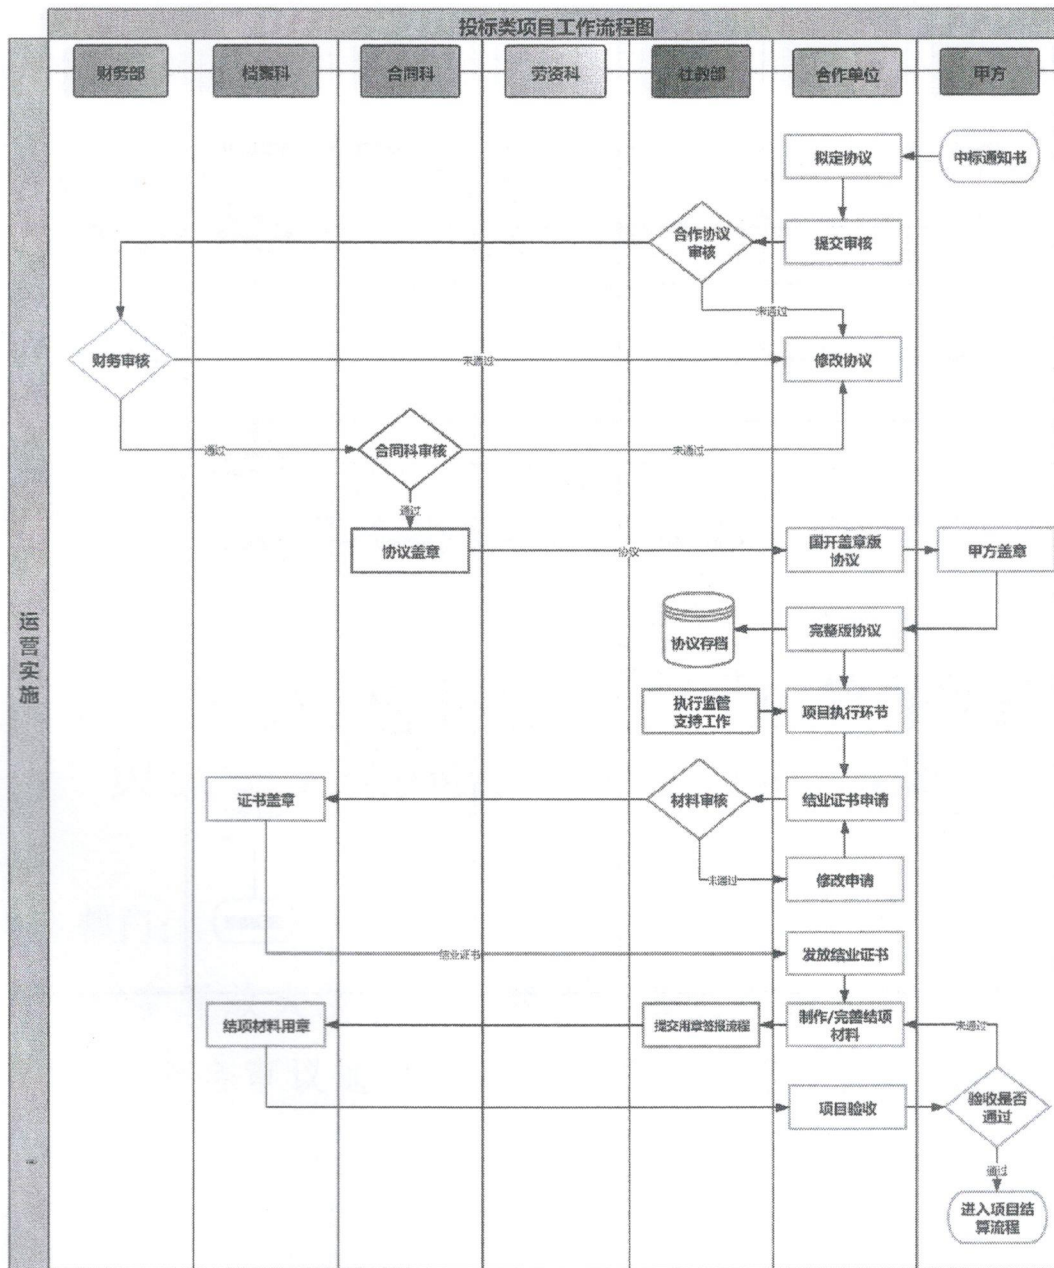 投标类项目工作流程图
财务部
档案科
合同科
劳资科
社教部
合作单位
甲方
运营实施
拟定协议
中标通知书
合作协议
审核
提交审核
未通过
财务审核
未通过
修改协议
通过
合同科审核
未通过
通过
协议盖章
协议
国开盖章版
协议
甲方盖章
协议存档
完整版协议
执行监管
支持工作
项目执行环节
证书盖章
材料审核
结业证书申请
未通过
修改申请
结业证书
发放结业证书
结项材料用章
提交用章签报流程
制作/完善结项
材料
未通过
项目验收
验收是否
通过
通过
进入项目结
算流程